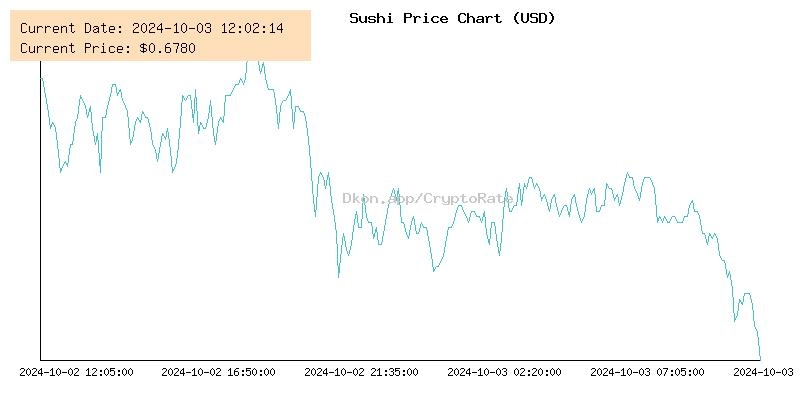 Sushi Price Chart (USD)
Current Date: 2024-10-03 12:02:14
Current Price: $0.6780
Dkon.app/CryptoRate
2024-10-02 12:05:00 2024-10-02 16:50:00 2024-10-02 21:35:00 2024-10-03 02:20:00 2024-10-03 07:05:00 2024-10-03